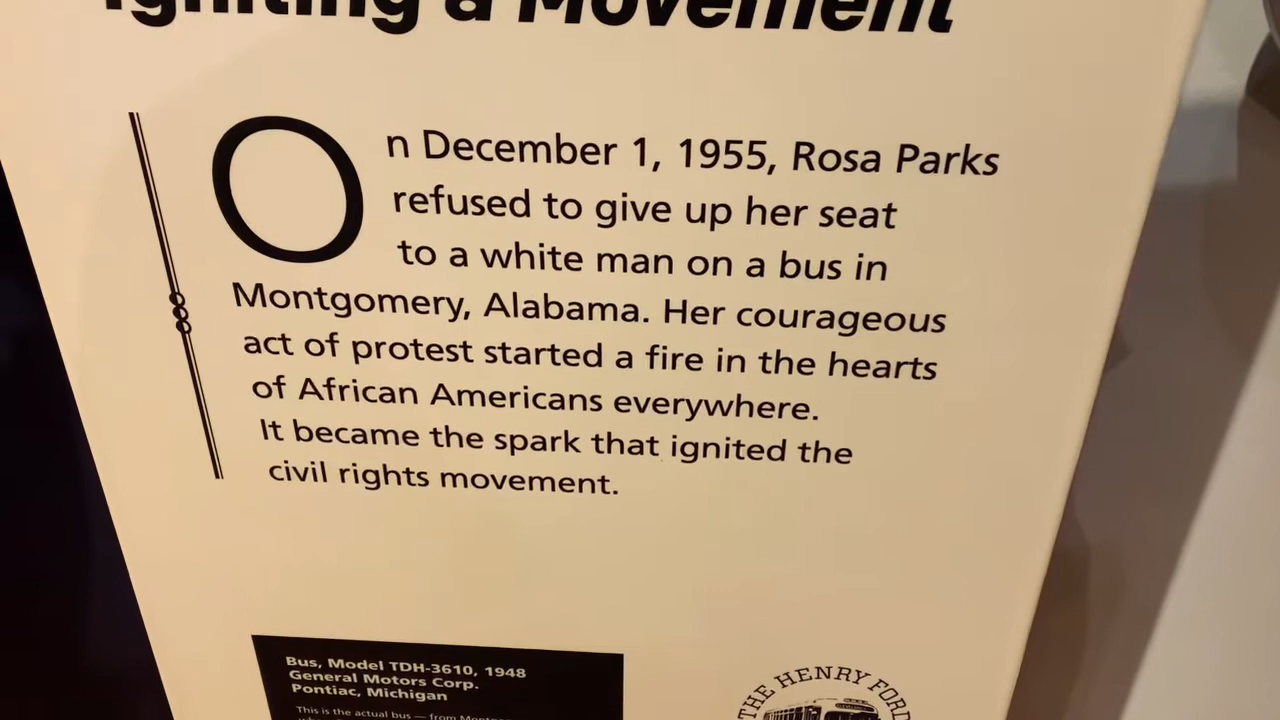 Igniting a Movement
On December 1, 1955, Rosa Parks
refused to give up her seat
to a white man on a bus in
Montgomery, Alabama. Her courageous
act of protest started a fire in the hearts
of African Americans everywhere.
It became the spark that ignited the
civil rights movement.
Bus, Model TDH-3610, 1948
General Motors Corp.
Pontiac, Michigan
This is the actual bus — from
THE HENRY FORD